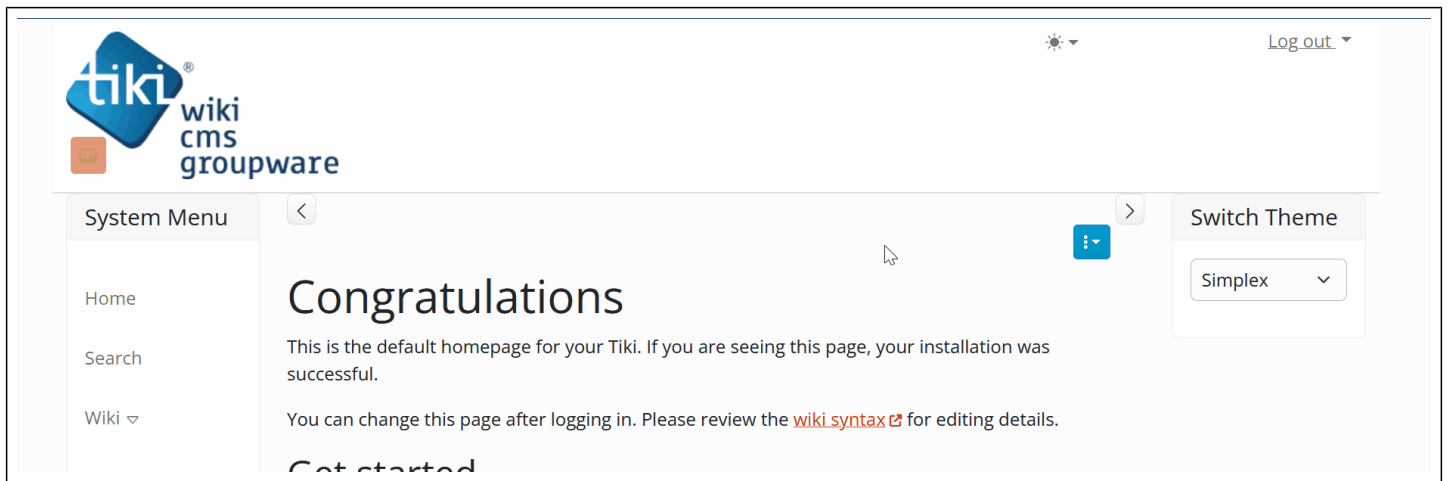 tiki®
wiki
cms
groupware
Log out
System Menu
Switch Theme
Simplex
Home
Search
Wiki
Congratulations
This is the default homepage for your Tiki. If you are seeing this page, your installation was
successful.
You can change this page after logging in. Please review the wiki syntax for editing details.
Get started